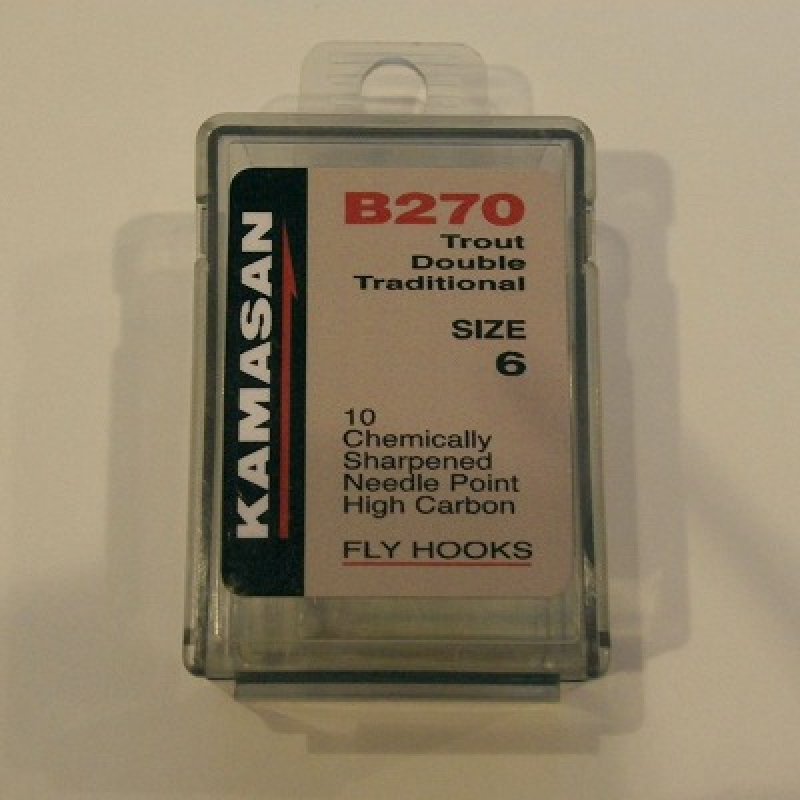 KAMASAN
B270
Trout
Double
Traditional
SIZE
6
10
Chemically
Sharpened
Needle Point
High Carbon
FLY HOOKS